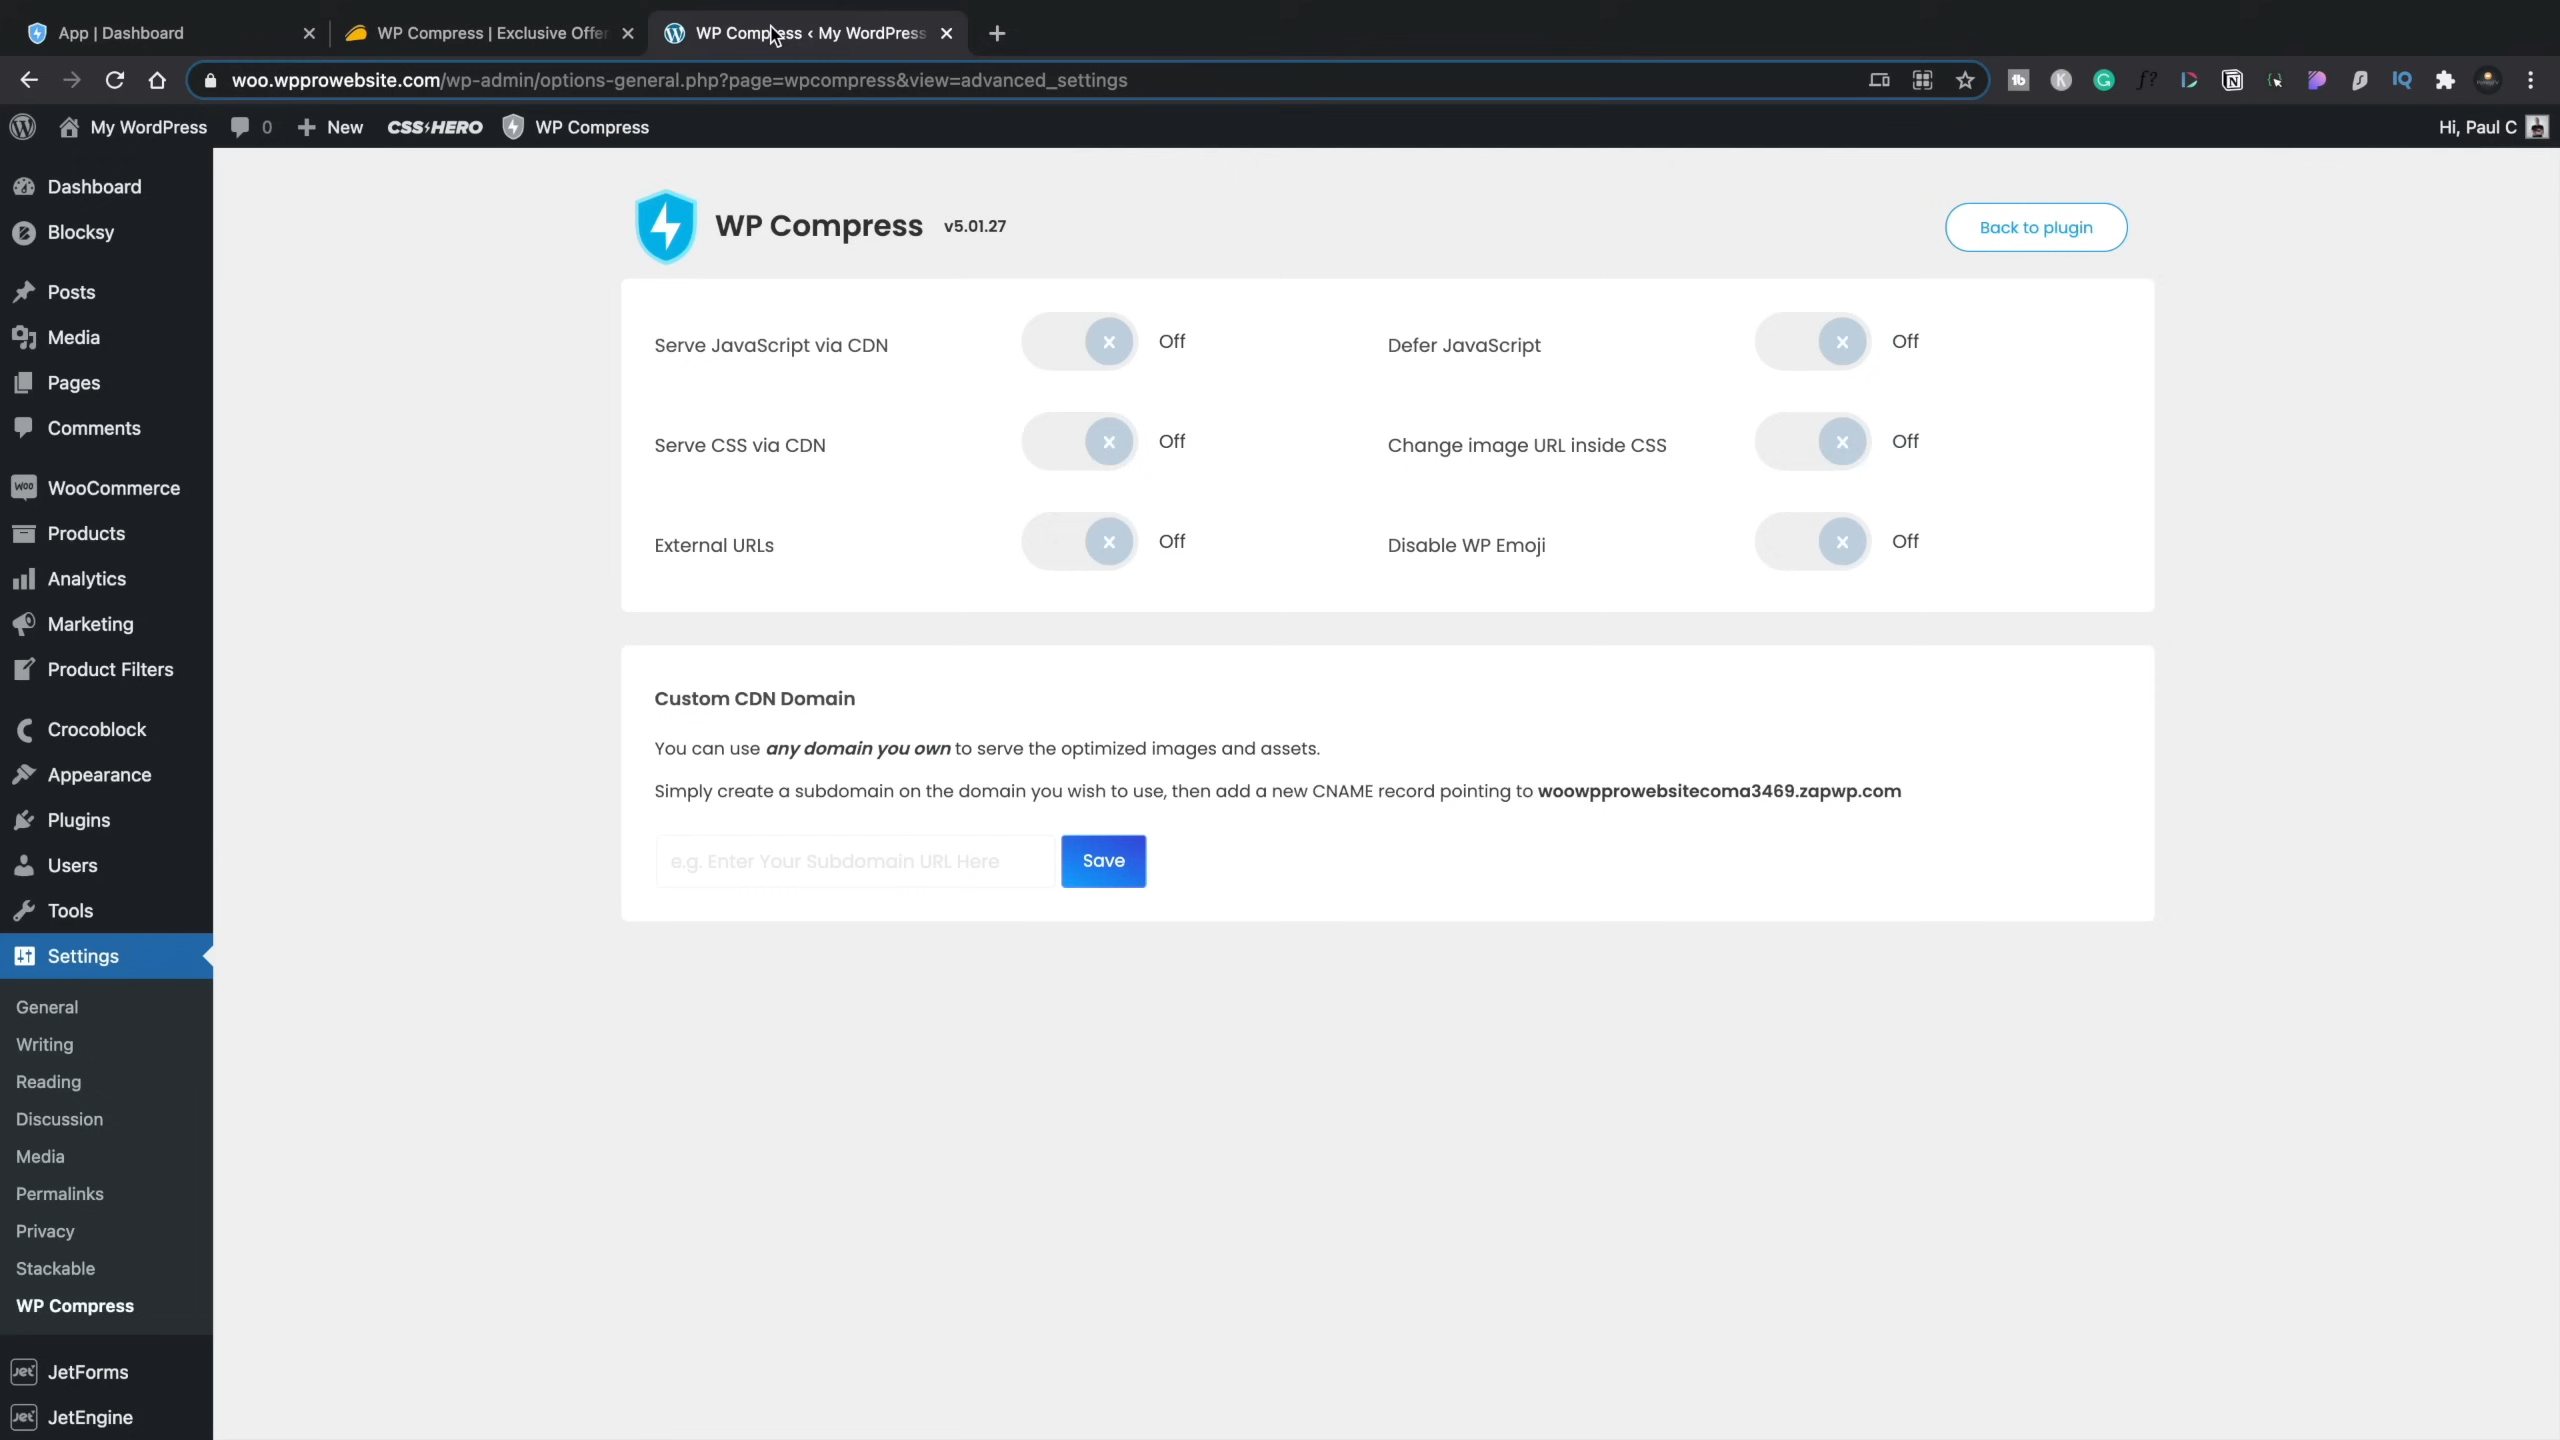 App | Dashboard
WP Compress | Exclusive Offer
WP Compress ‹ My WordPress
woo.wpprowebsite.com/wp-admin/options-general.php?page=wpcompress&view=advanced_settings
My WordPress
0
New
CSS HERO
WP Compress
Hi, Paul C
Dashboard
Blocksy
Posts
Media
Pages
Comments
WooCommerce
Products
Analytics
Marketing
Product Filters
Crocoblock
Appearance
Plugins
Users
Tools
Settings
General
Writing
Reading
Discussion
Media
Permalinks
Privacy
Stackable
WP Compress
JetForms
JetEngine
WP Compress v5.01.27
Back to plugin
Serve JavaScript via CDN Off
Defer JavaScript Off
Serve CSS via CDN Off
Change image URL inside CSS Off
External URLs Off
Disable WP Emoji Off
Custom CDN Domain
You can use any domain you own to serve the optimized images and assets.
Simply create a subdomain on the domain you wish to use, then add a new CNAME record pointing to woowpprowebsitecoma3469.zapwp.com
e.g. Enter Your Subdomain URL Here
Save